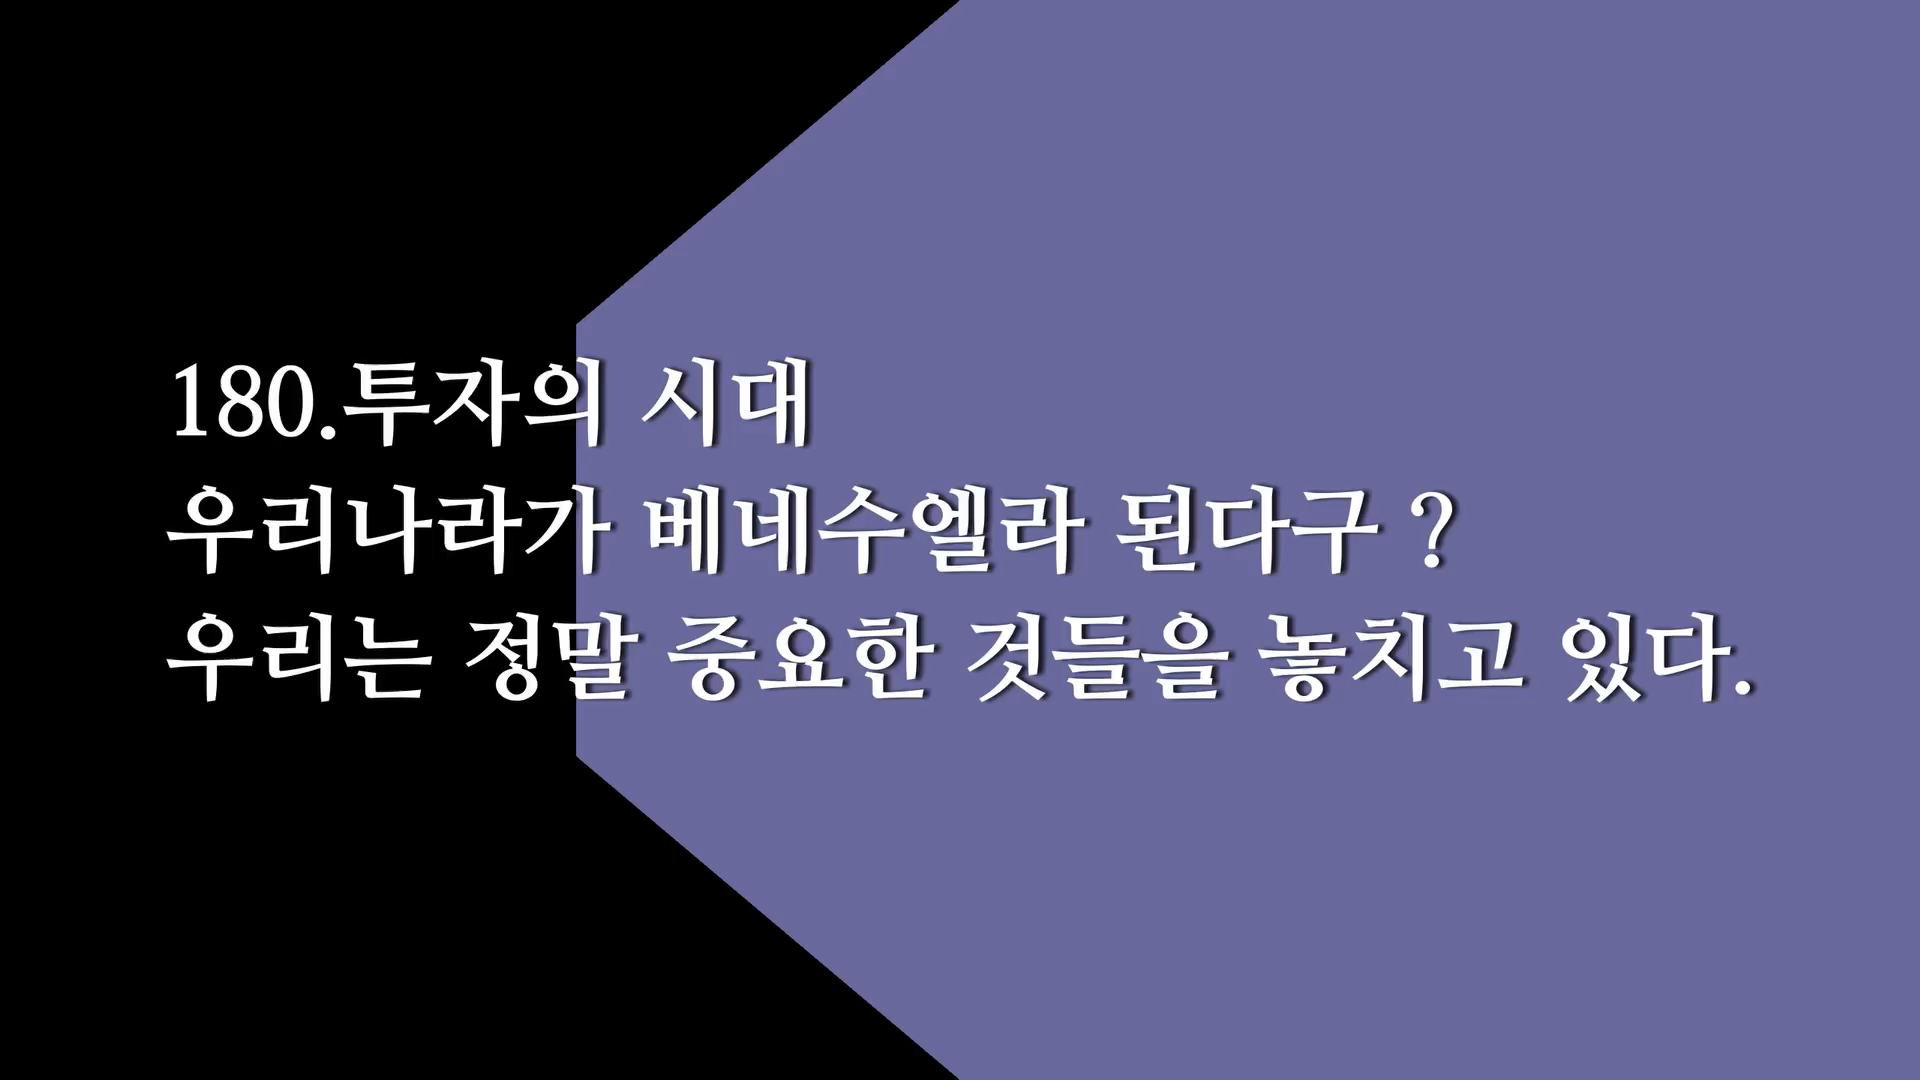 180.투자의 시대
우리나라가 베네수엘라 된다구 ?
우리는 정말 중요한 것들을 놓치고 있다.